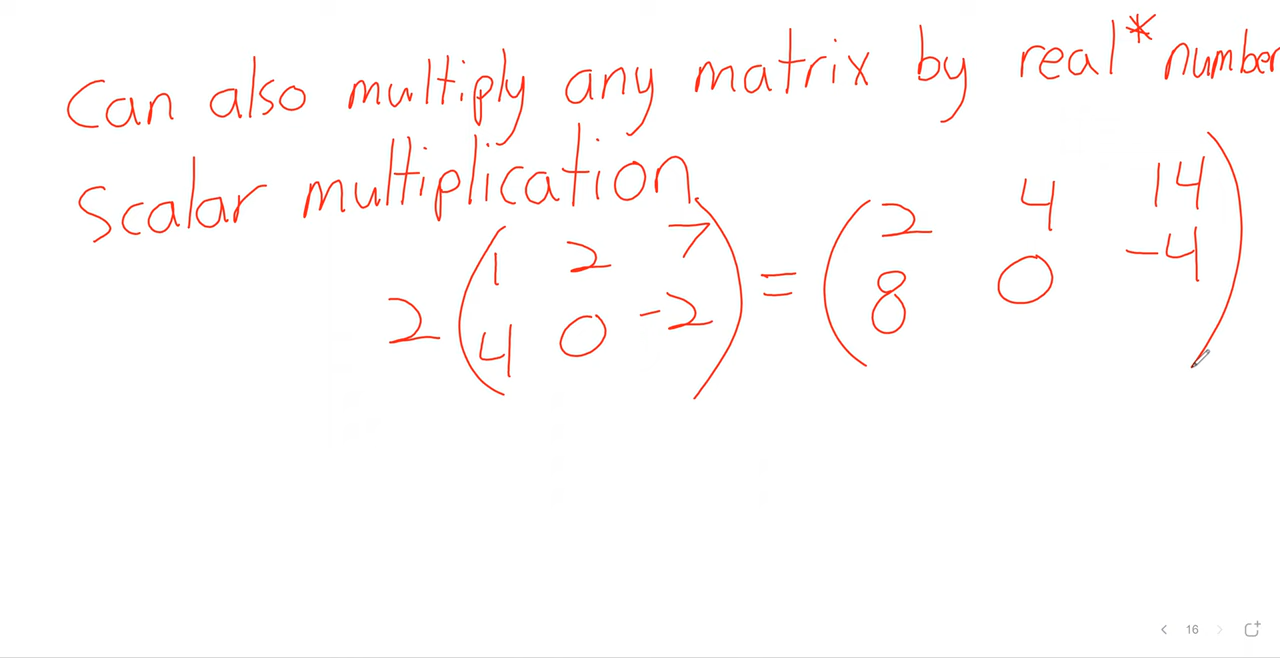 Can also multiply any matrix by real* number
Scalar multiplication
2 ( 1 2 7 ) = ( 2 4 14 )
( 4 0 -2 ) ( 8 0 -4 )
< 16 >